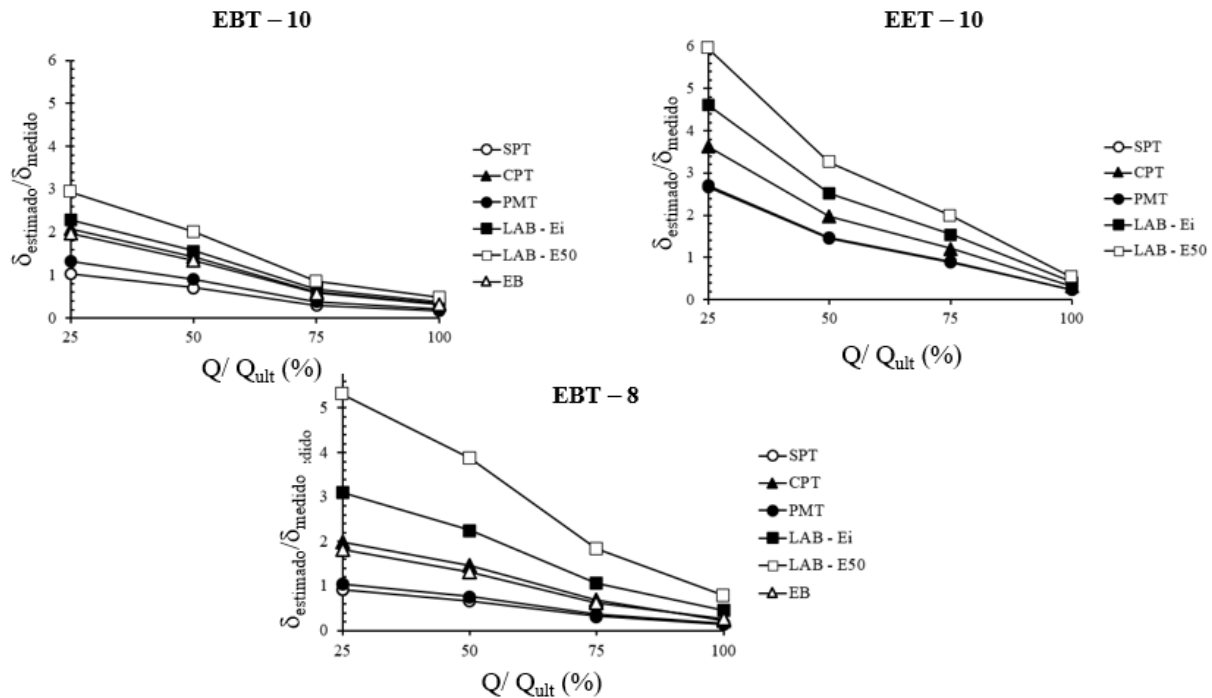 EBT – 10
δestimado/δmedido
6
5
4
3
2
1
0
25
50
75
100
Q/ Qult (%)
SPT
CPT
PMT
LAB - Ei
LAB - E50
EB
EET – 10
δestimado/δmedido
6
5
4
3
2
1
0
25
50
75
100
Q/ Qult (%)
SPT
CPT
PMT
LAB - Ei
LAB - E50
EBT – 8
δestimado/δmedido :dido
5
4
3
2
1
0
25
50
75
100
Q/ Qult (%)
SPT
CPT
PMT
LAB - Ei
LAB - E50
EB